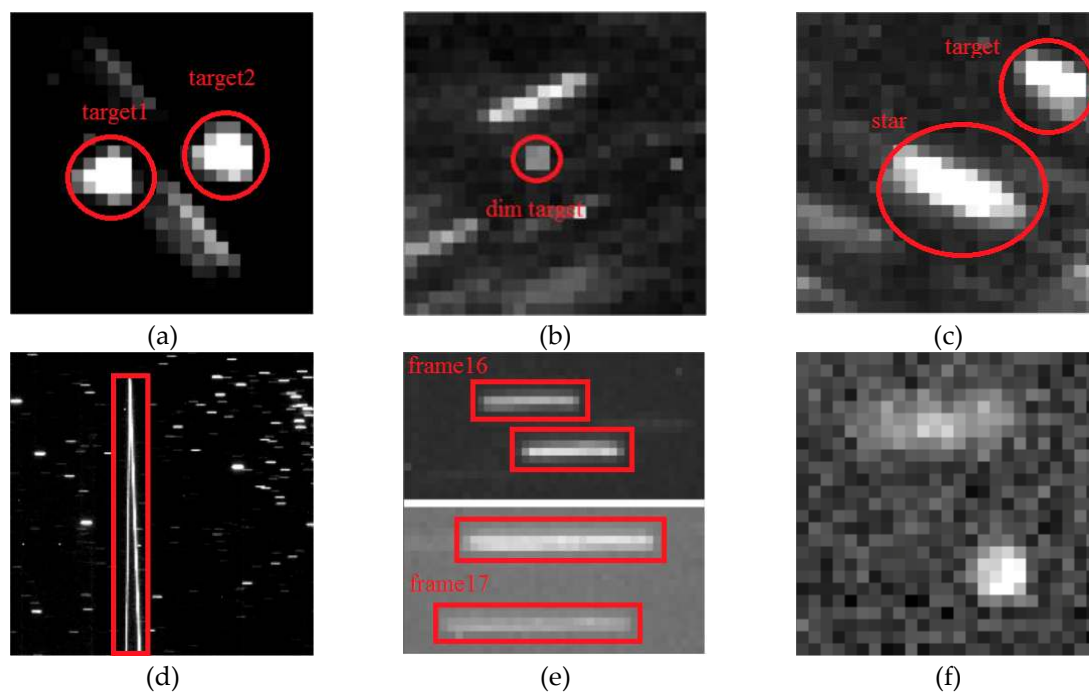 target2
target1
dim target
target
star
(a)
(b)
(c)
frame16
frame17
(d)
(e)
(f)